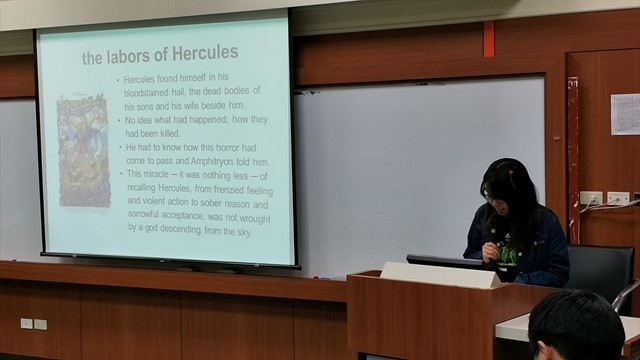 the labors of Hercules
• Hercules found himself in his
bloodstained hall, the dead bodies of
his sons and his wife beside him.
• No idea what had happened, how they
had been killed.
• He had to know how this horror had
come to pass and Amphitryon told him.
• This miracle — it was nothing less — of
recalling Hercules, from frenzied feeling
and violent action to sober reason and
sorrowful acceptance, was not wrought
by a god descending from the sky.